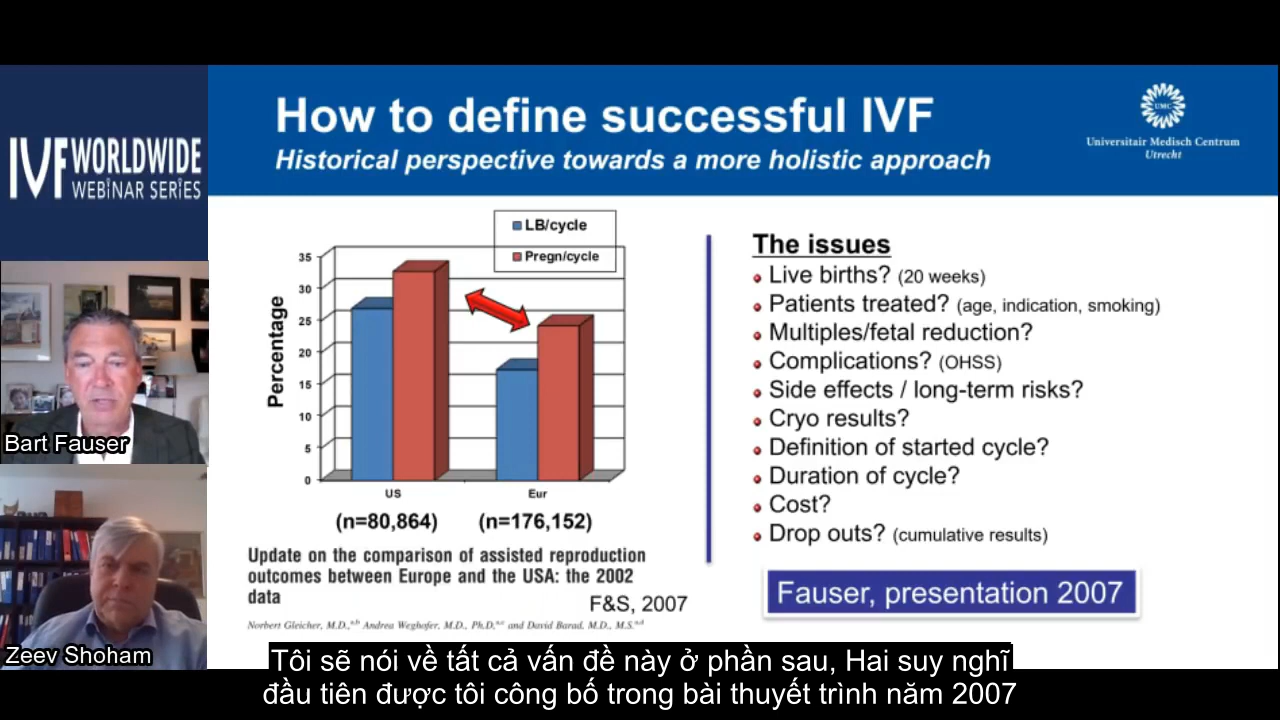 How to define successful IVF
Historical perspective towards a more holistic approach
UMC
Universitair Medisch Centrum
Utrecht
IVF WORLDWIDE
WEBINAR SERIES
Bart Fauser
Zeev Shoham
LB/cycle
Pregn/cycle
Percentage
35
30
25
20
15
10
5
0
US
Eur
(n=80,864)
(n=176,152)
Update on the comparison of assisted reproduction
outcomes between Europe and the USA: the 2002
data
F&S, 2007
Norbert Gleicher, M.D.,a,b Andrea Weghofer, M.D., Ph.D,a,c and David Barad, M.D., M.S.a,d
The issues
Live births? (20 weeks)
Patients treated? (age, indication, smoking)
Multiples/fetal reduction?
Complications? (OHSS)
Side effects / long-term risks?
Cryo results?
Definition of started cycle?
Duration of cycle?
Cost?
Drop outs? (cumulative results)
Fauser, presentation 2007
Tôi sẽ nói về tất cả vấn đề này ở phần sau, Hai suy nghĩ
đầu tiên được tôi công bố trong bài thuyết trình năm 2007